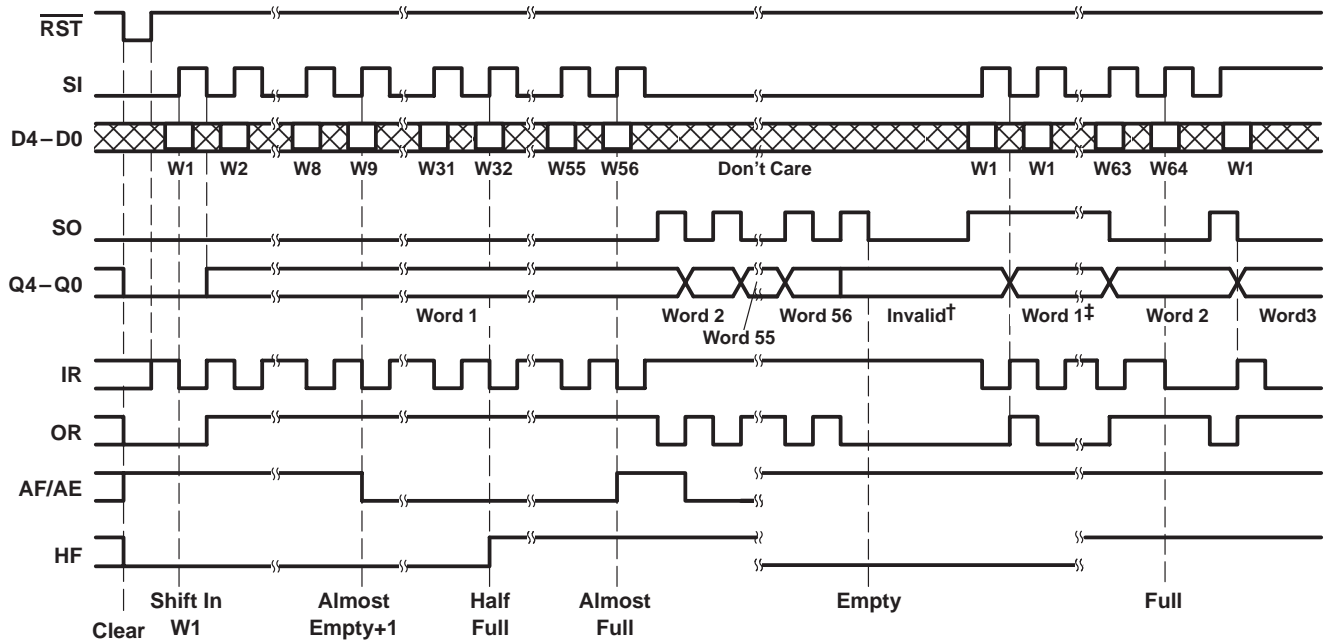 RST
SI
D4–D0
W1 W2 W8 W9 W31 W32 W55 W56 Don't Care W1 W1 W63 W64 W1
SO
Q4–Q0
Word 1 Word 2 Word 56 Invalid† Word 1‡ Word 2 Word3
Word 55
IR
OR
AF/AE
HF
Shift In Almost Half Almost Empty Full
W1 Empty+1 Full Full
Clear